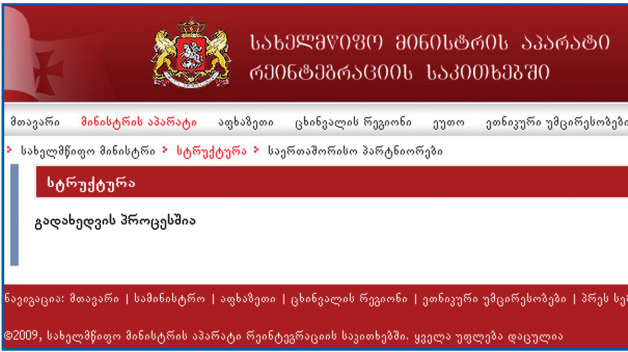 სახელმწიფო მინისტრის აპარატი
რეინტეგრაციის საკითხებში
მთავარი მინისტრის აპარატი აფხაზეთი ცხინვალის რეგიონი ეუთო ეთნიკური უმცირესობები
სახელმწიფო მინისტრი სტრუქტურა საერთაშორისო პარტნიორები
სტრუქტურა
გადახედვის პროცესშია
ნავიგაცია: მთავარი | სამინისტრო | აფხაზეთი | ცხინვალის რეგიონი | ეთნიკური უმცირესობები | პრეს
©2009, სახელმწიფო მინისტრის აპარატი რეინტეგრაციის საკითხებში. ყველა უფლება დაცულია